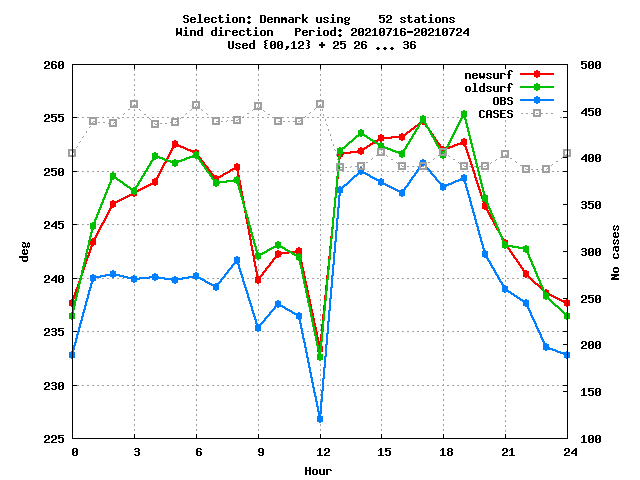 Selection: Denmark using    52 stations
Wind direction   Period: 20210716-20210724
Used {00,12} + 25 26 ... 36
260
255
250
245
240
235
230
225
500
450
400
350
300
250
200
150
100
newsurf
oldsurf
OBS
CASES
deg
No cases
0 3 6 9 12 15 18 21 24
Hour